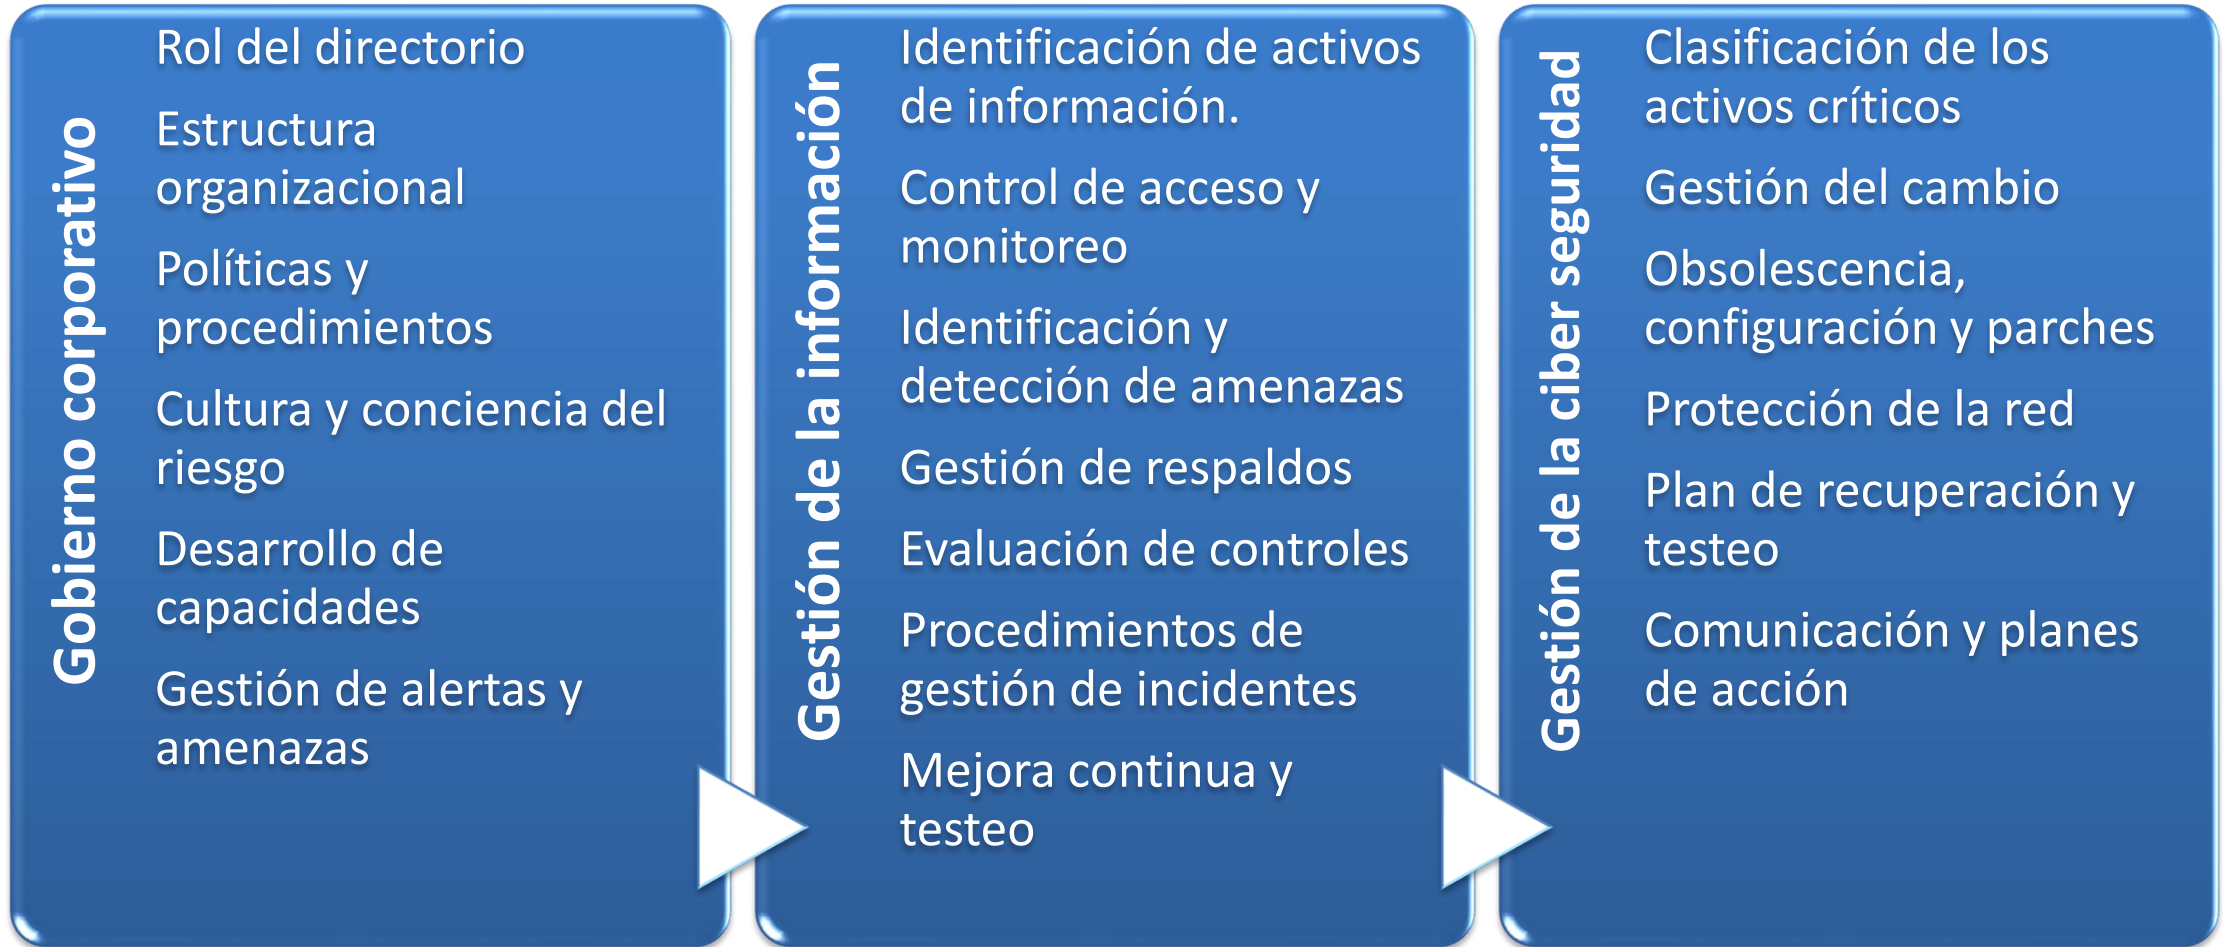 Gobierno corporativo
Rol del directorio
Estructura
organizacional
Políticas y
procedimientos
Cultura y conciencia del
riesgo
Desarrollo de
capacidades
Gestión de alertas y
amenazas
Gestión de la información
Identificación de activos
de información.
Control de acceso y
monitoreo
Identificación y
detección de amenazas
Gestión de respaldos
Evaluación de controles
Procedimientos de
gestión de incidentes
Mejora continua y
testeo
Gestión de la ciber seguridad
Clasificación de los
activos críticos
Gestión del cambio
Obsolescencia,
configuración y parches
Protección de la red
Plan de recuperación y
testeo
Comunicación y planes
de acción